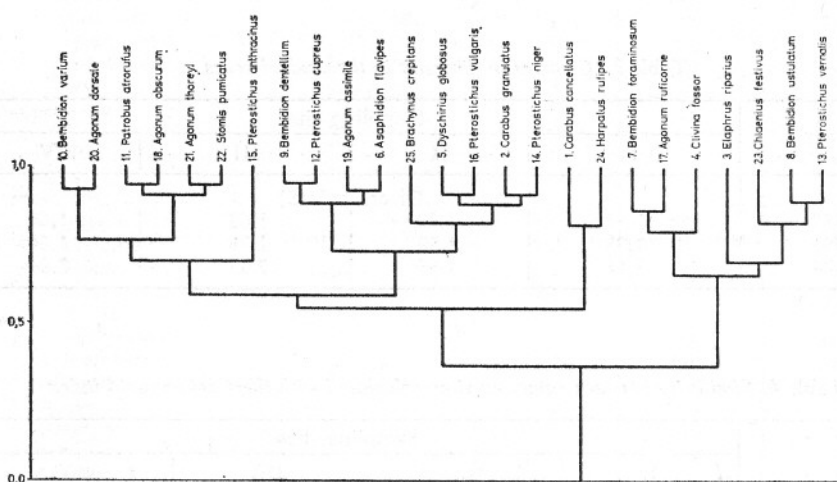 10. Bembidion varium
20. Agonum dorsale
11. Patrobus atrorufus
18. Agonum obscurum
21. Agonum thoreyi
22. Stomis pumicatus
15. Pterostichus anthracinus
9. Bembidion dentellum
12. Pterostichus cupreus
19. Agonum assimile
6. Asaphidion flavipes
25. Brachynus crepitans
5. Dyschirius globosus
16. Pterostichus vulgaris
2. Carabus granulatus
14. Pterostichus niger
1. Carabus cancellatus
24. Harpalus rufipes
7. Bembidion foraminosum
17. Agonum ruficorne
4. Clivina fossor
3. Elaphrus riparius
23. Chlaenius festivus
8. Bembidion ustulatum
13. Pterostichus vernalis
1,0
0,5
0,0